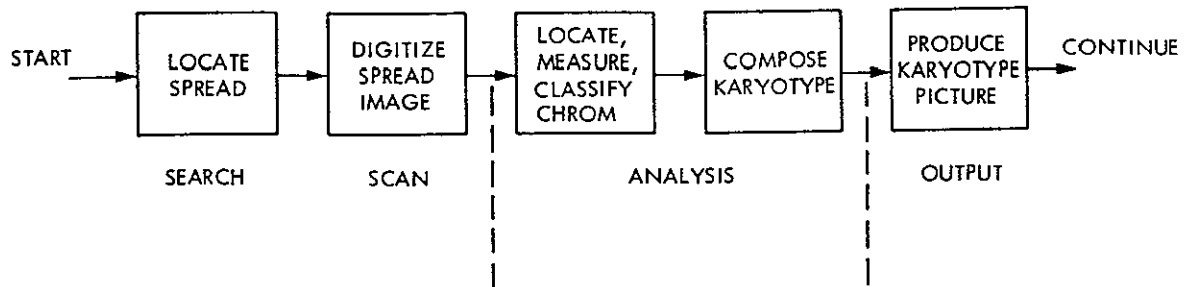 START
LOCATE
SPREAD
DIGITIZE
SPREAD
IMAGE
LOCATE,
MEASURE,
CLASSIFY
CHROM
COMPOSE
KARYOTYPE
PRODUCE
KARYOTYPE
PICTURE
CONTINUE
SEARCH
SCAN
ANALYSIS
OUTPUT